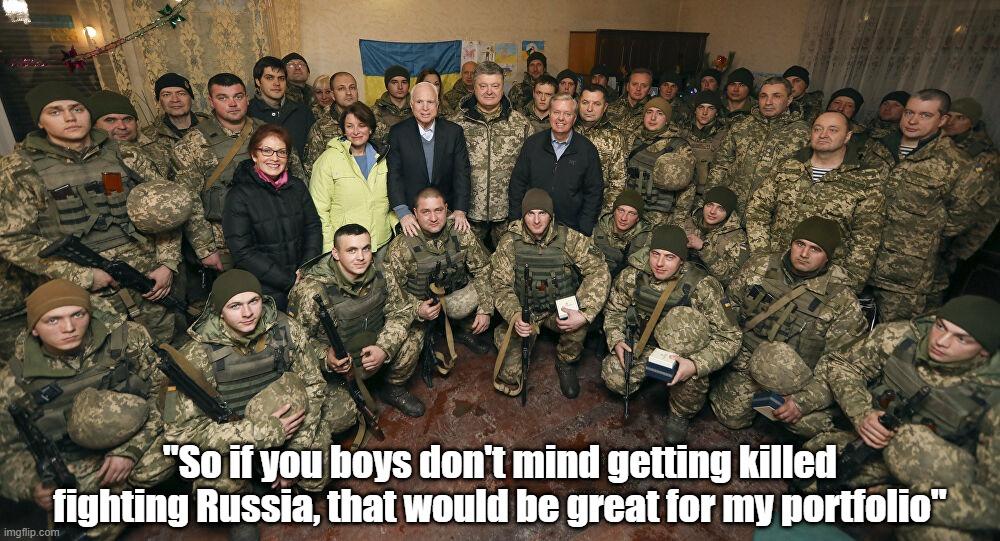 "So if you boys don't mind getting killed
fighting Russia, that would be great for my portfolio"
imgflip.com